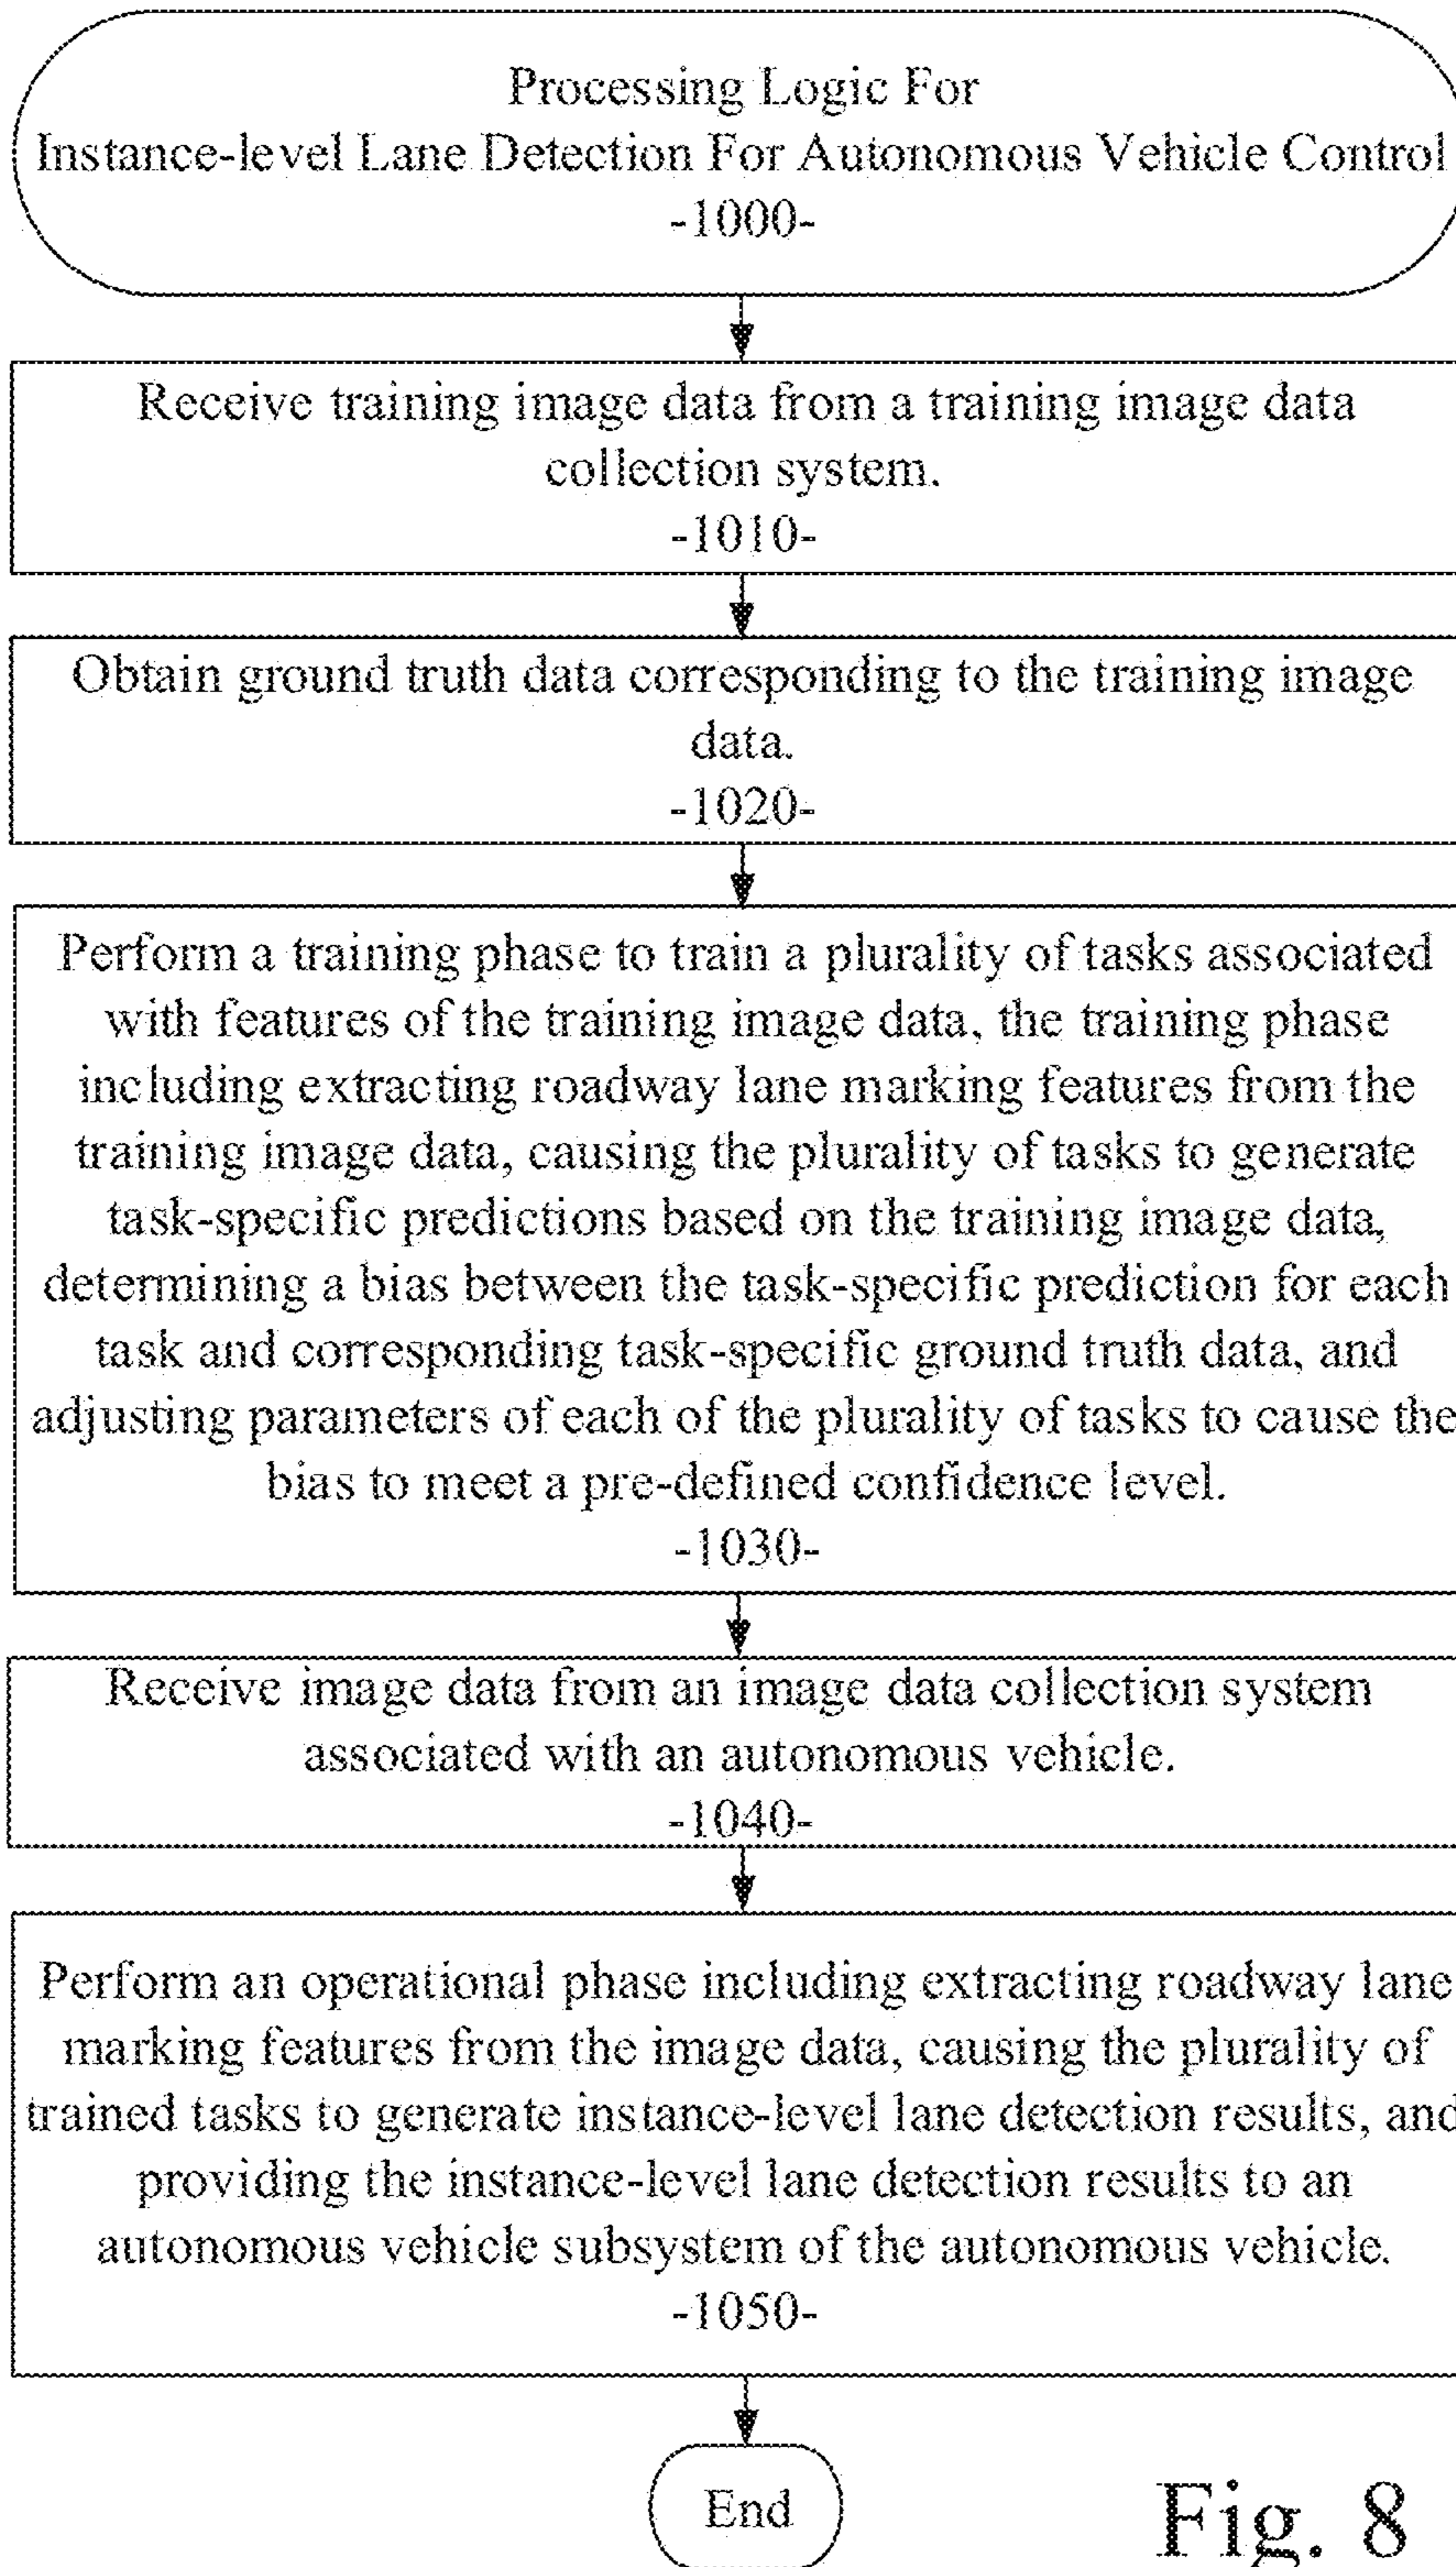 Processing Logic For
Instance-level Lane Detection For Autonomous Vehicle Control
-1000-
Receive training image data from a training image data
collection system.
-1010-
Obtain ground truth data corresponding to the training image
data.
-1020-
Perform a training phase to train a plurality of tasks associated
with features of the training image data, the training phase
including extracting roadway lane marking features from the
training image data, causing the plurality of tasks to generate
task-specific predictions based on the training image data,
determining a bias between the task-specific prediction for each
task and corresponding task-specific ground truth data, and
adjusting parameters of each of the plurality of tasks to cause the
bias to meet a pre-defined confidence level.
-1030-
Receive image data from an image data collection system
associated with an autonomous vehicle.
-1040-
Perform an operational phase including extracting roadway lane
marking features from the image data, causing the plurality of
trained tasks to generate instance-level lane detection results, and
providing the instance-level lane detection results to an
autonomous vehicle subsystem of the autonomous vehicle.
-1050-
End
Fig. 8